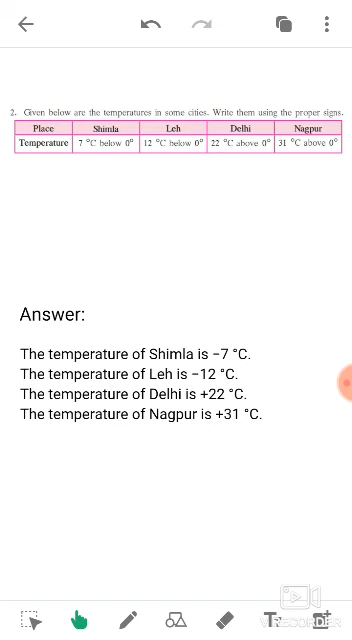 2. Given below are the temperatures in some cities. Write them using the proper signs.
Place Shimla Leh Delhi Nagpur
Temperature 7 °C below 0° 12 °C below 0° 22 °C above 0° 31 °C above 0°
Answer:
The temperature of Shimla is −7 °C.
The temperature of Leh is −12 °C.
The temperature of Delhi is +22 °C.
The temperature of Nagpur is +31 °C.
V RECORDER